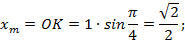 x_m = OK = 1 · sin π/4 = √2/2;